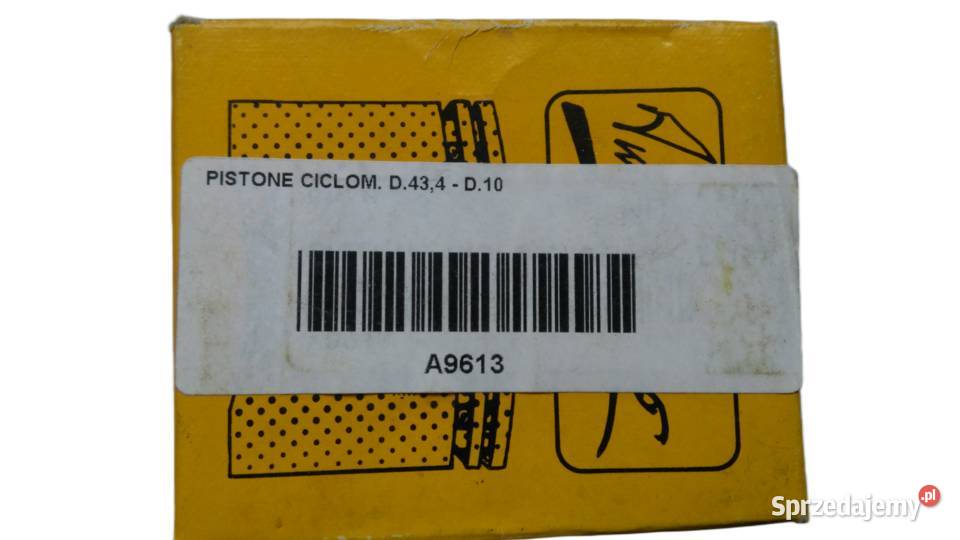 PISTONE CICLOM. D.43,4 - D.10
A9613
Sprzedajemy.pl